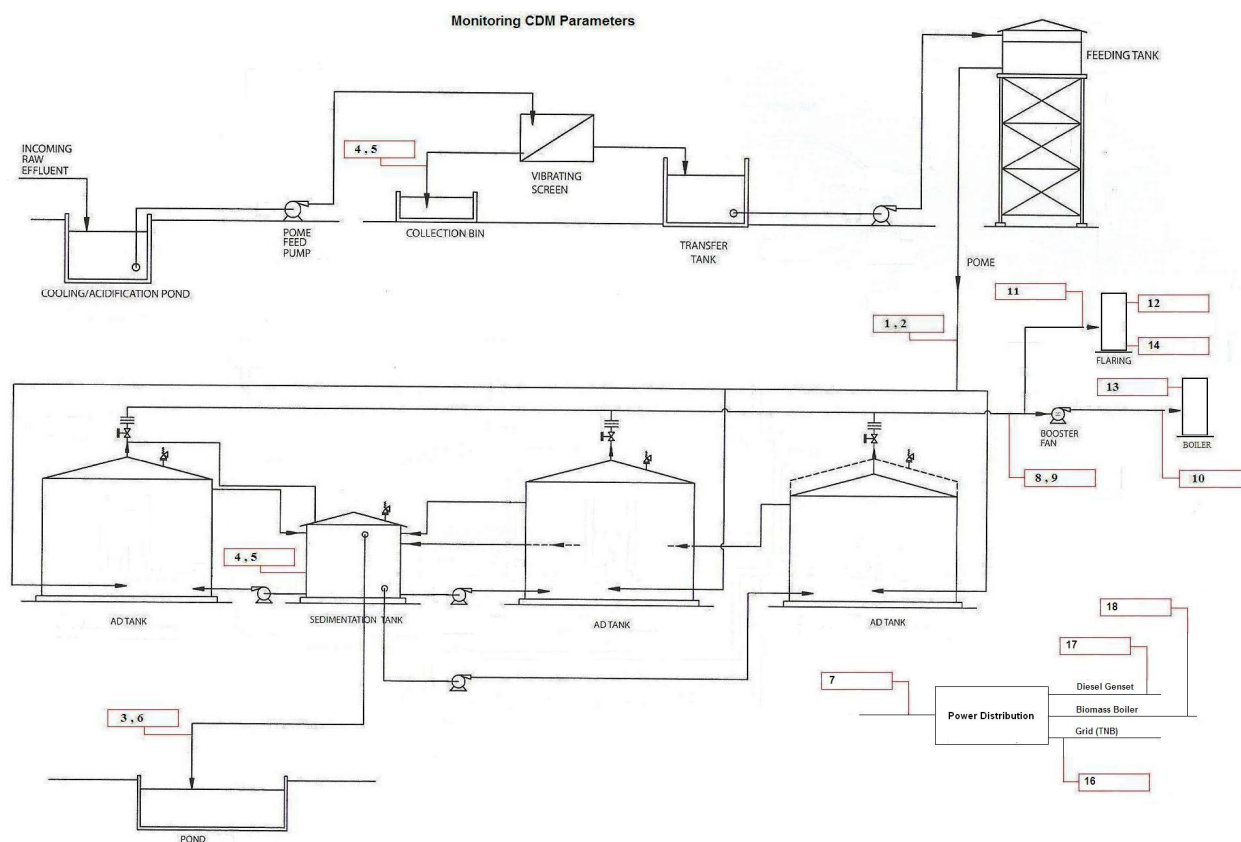 Monitoring CDM Parameters
FEEDING TANK
INCOMING
RAW
EFFLUENT
4 , 5
VIBRATING
SCREEN
POME
FEED
PUMP
COLLECTION BIN
TRANSFER
TANK
COOLING/ACIDIFICATION POND
POME
11
12
1 , 2
14
FLARING
13
BOOSTER
FAN
BOILER
8 , 9
10
4 , 5
AD TANK
SEDIMENTATION TANK
AD TANK
AD TANK
18
17
7
Diesel Genset
Biomass Boiler
Power Distribution
Grid (TNB)
3 , 6
16
POND